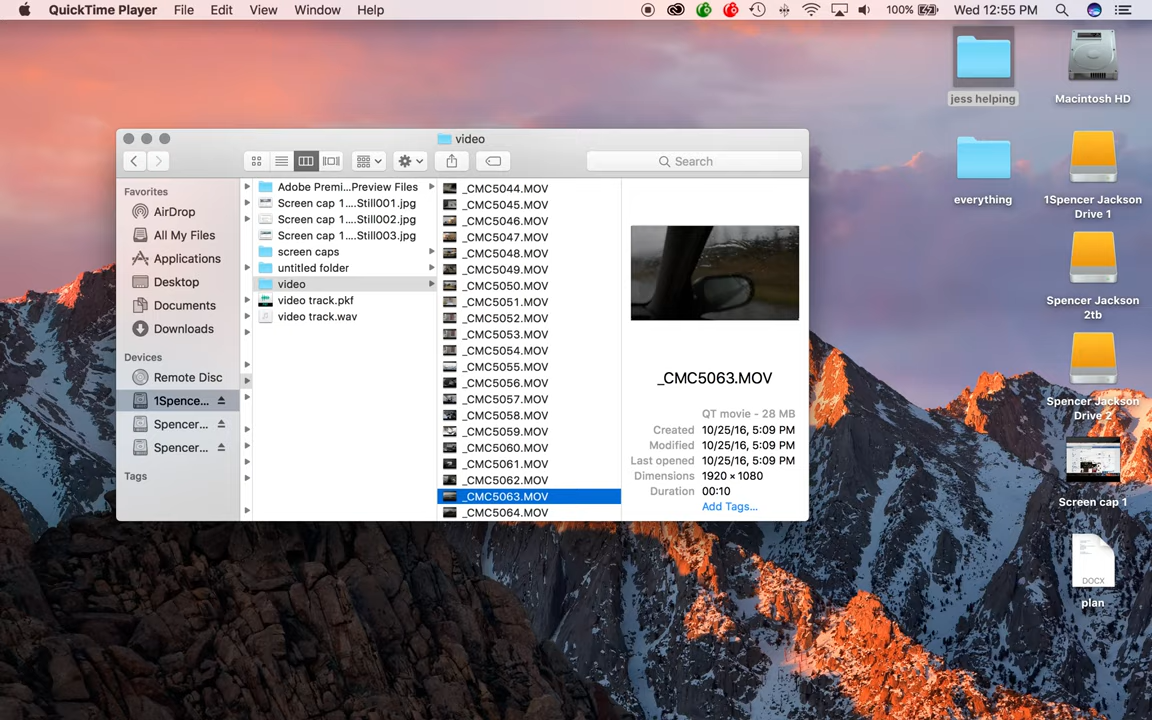 QuickTime Player File Edit View Window Help 100% Wed 12:55 PM
video
Search
Favorites
AirDrop
All My Files
Applications
Desktop
Documents
Downloads
Devices
Remote Disc
1Spence...
Spencer...
Spencer...
Tags
Adobe Premi...Preview Files
Screen cap 1....Still001.jpg
Screen cap 1....Still002.jpg
Screen cap 1....Still003.jpg
screen caps
untitled folder
video
video track.pkf
video track.wav
_CMC5044.MOV
_CMC5045.MOV
_CMC5046.MOV
_CMC5047.MOV
_CMC5048.MOV
_CMC5049.MOV
_CMC5050.MOV
_CMC5051.MOV
_CMC5052.MOV
_CMC5053.MOV
_CMC5054.MOV
_CMC5055.MOV
_CMC5056.MOV
_CMC5057.MOV
_CMC5058.MOV
_CMC5059.MOV
_CMC5060.MOV
_CMC5061.MOV
_CMC5062.MOV
_CMC5063.MOV
_CMC5064.MOV
_CMC5063.MOV
QT movie - 28 MB
Created 10/25/16, 5:09 PM
Modified 10/25/16, 5:09 PM
Last opened 10/25/16, 5:09 PM
Dimensions 1920 × 1080
Duration 00:10
Add Tags...
jess helping
everything
Macintosh HD
1Spencer Jackson
Drive 1
Spencer Jackson
2tb
Spencer Jackson
Drive 2
Screen cap 1
DOCX
plan